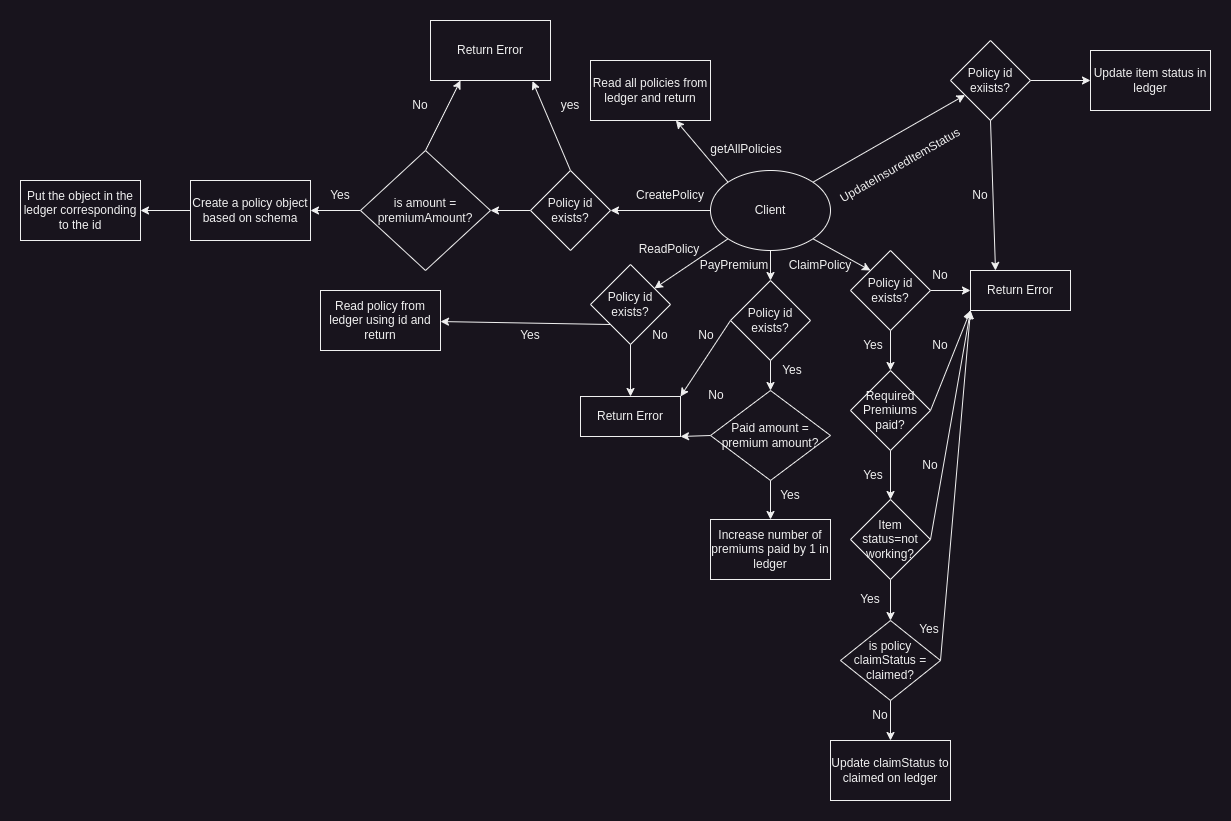 Return Error
Read all policies from
ledger and return
Policy id
exiists?
Update item status in
ledger
No
yes
getAllPolicies
UpdateInsuredItemStatus
Put the object in the
ledger corresponding
to the id
Create a policy object
based on schema
Yes
is amount =
premiumAmount?
Policy id
exists?
CreatePolicy
Client
No
ReadPolicy
PayPremium
ClaimPolicy
Read policy from
ledger using id and
return
Yes
Policy id
exists?
No
Policy id
exists?
No
Yes
Policy id
exists?
No
Return Error
Yes
No
Return Error
No
Paid amount =
premium amount?
Yes
Increase number of
premiums paid by 1 in
ledger
Required
Premiums
paid?
Yes
No
Item
status=not
working?
Yes
Yes
is policy
claimStatus =
claimed?
No
Update claimStatus to
claimed on ledger